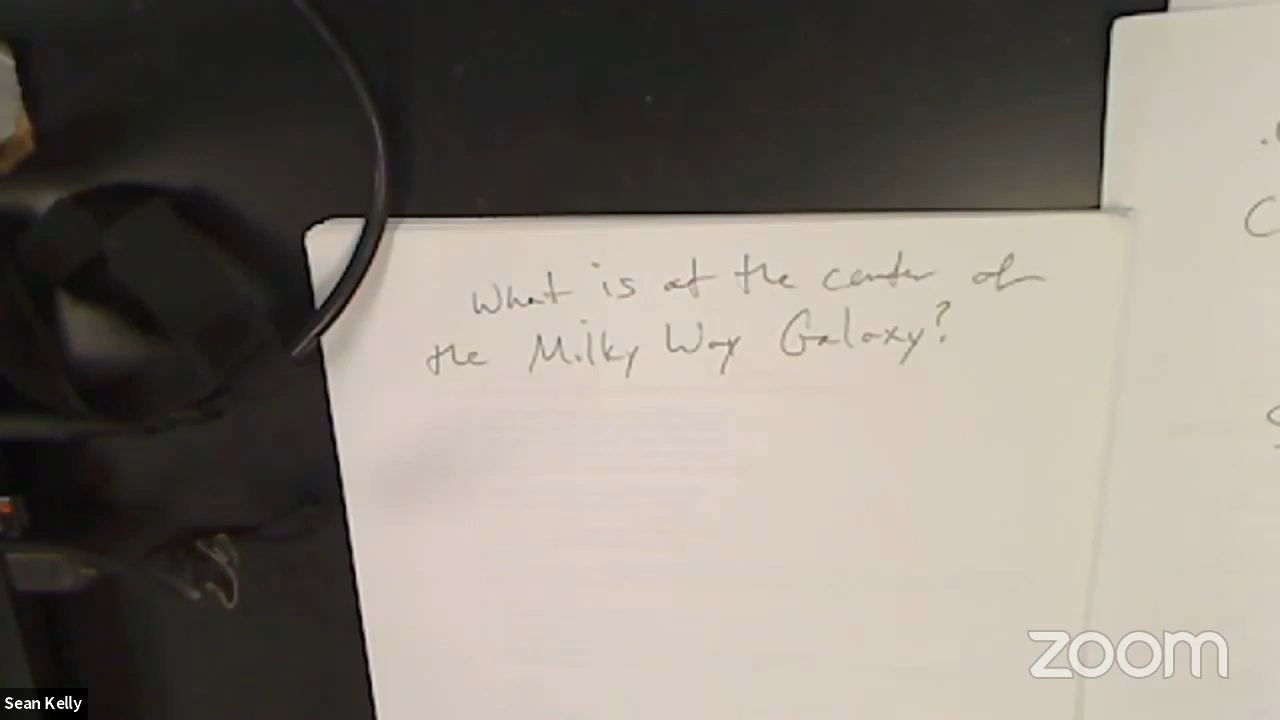 What is at the center of
the Milky Way Galaxy?
zoom
Sean Kelly